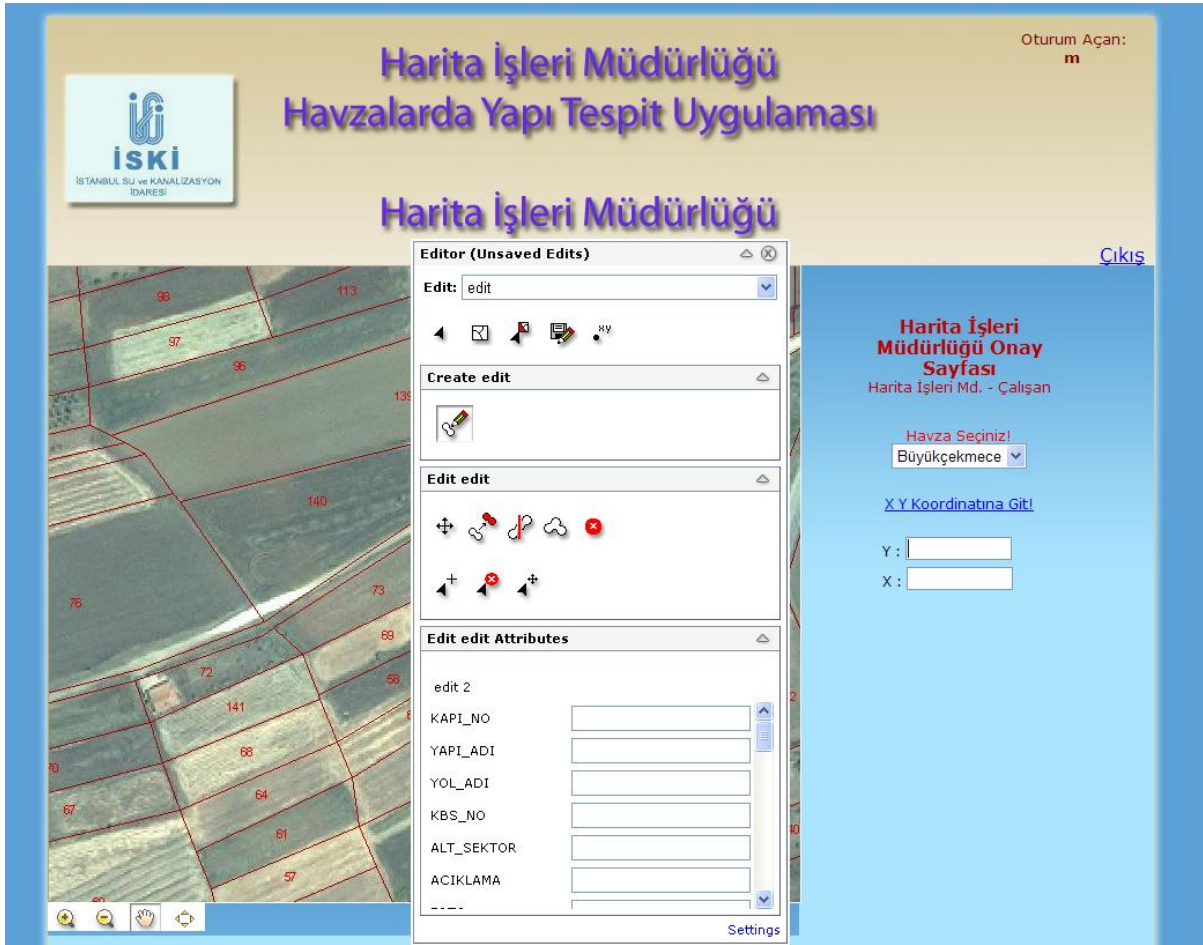 Oturum Açan:
m
Harita İşleri Müdürlüğü
Havzalarda Yapı Tespit Uygulaması
İSKİ
İSTANBUL SU ve KANALİZASYON
İDARESİ
Harita İşleri Müdürlüğü
Çıkış
Editor (Unsaved Edits)
Edit: edit
xy
Create edit
Edit edit
Edit edit Attributes
edit 2
KAPI_NO
YAPI_ADI
YOL_ADI
KBS_NO
ALT_SEKTOR
ACIKLAMA
Settings
98
113
97
96
139
140
76
73
69
72
58
141
68
70
67
64
61
57
Harita İşleri
Müdürlüğü Onay
Sayfası
Harita İşleri Md. - Çalışan
Havza Seçiniz!
Büyükçekmece
X Y Koordinatına Git!
Y :
X :